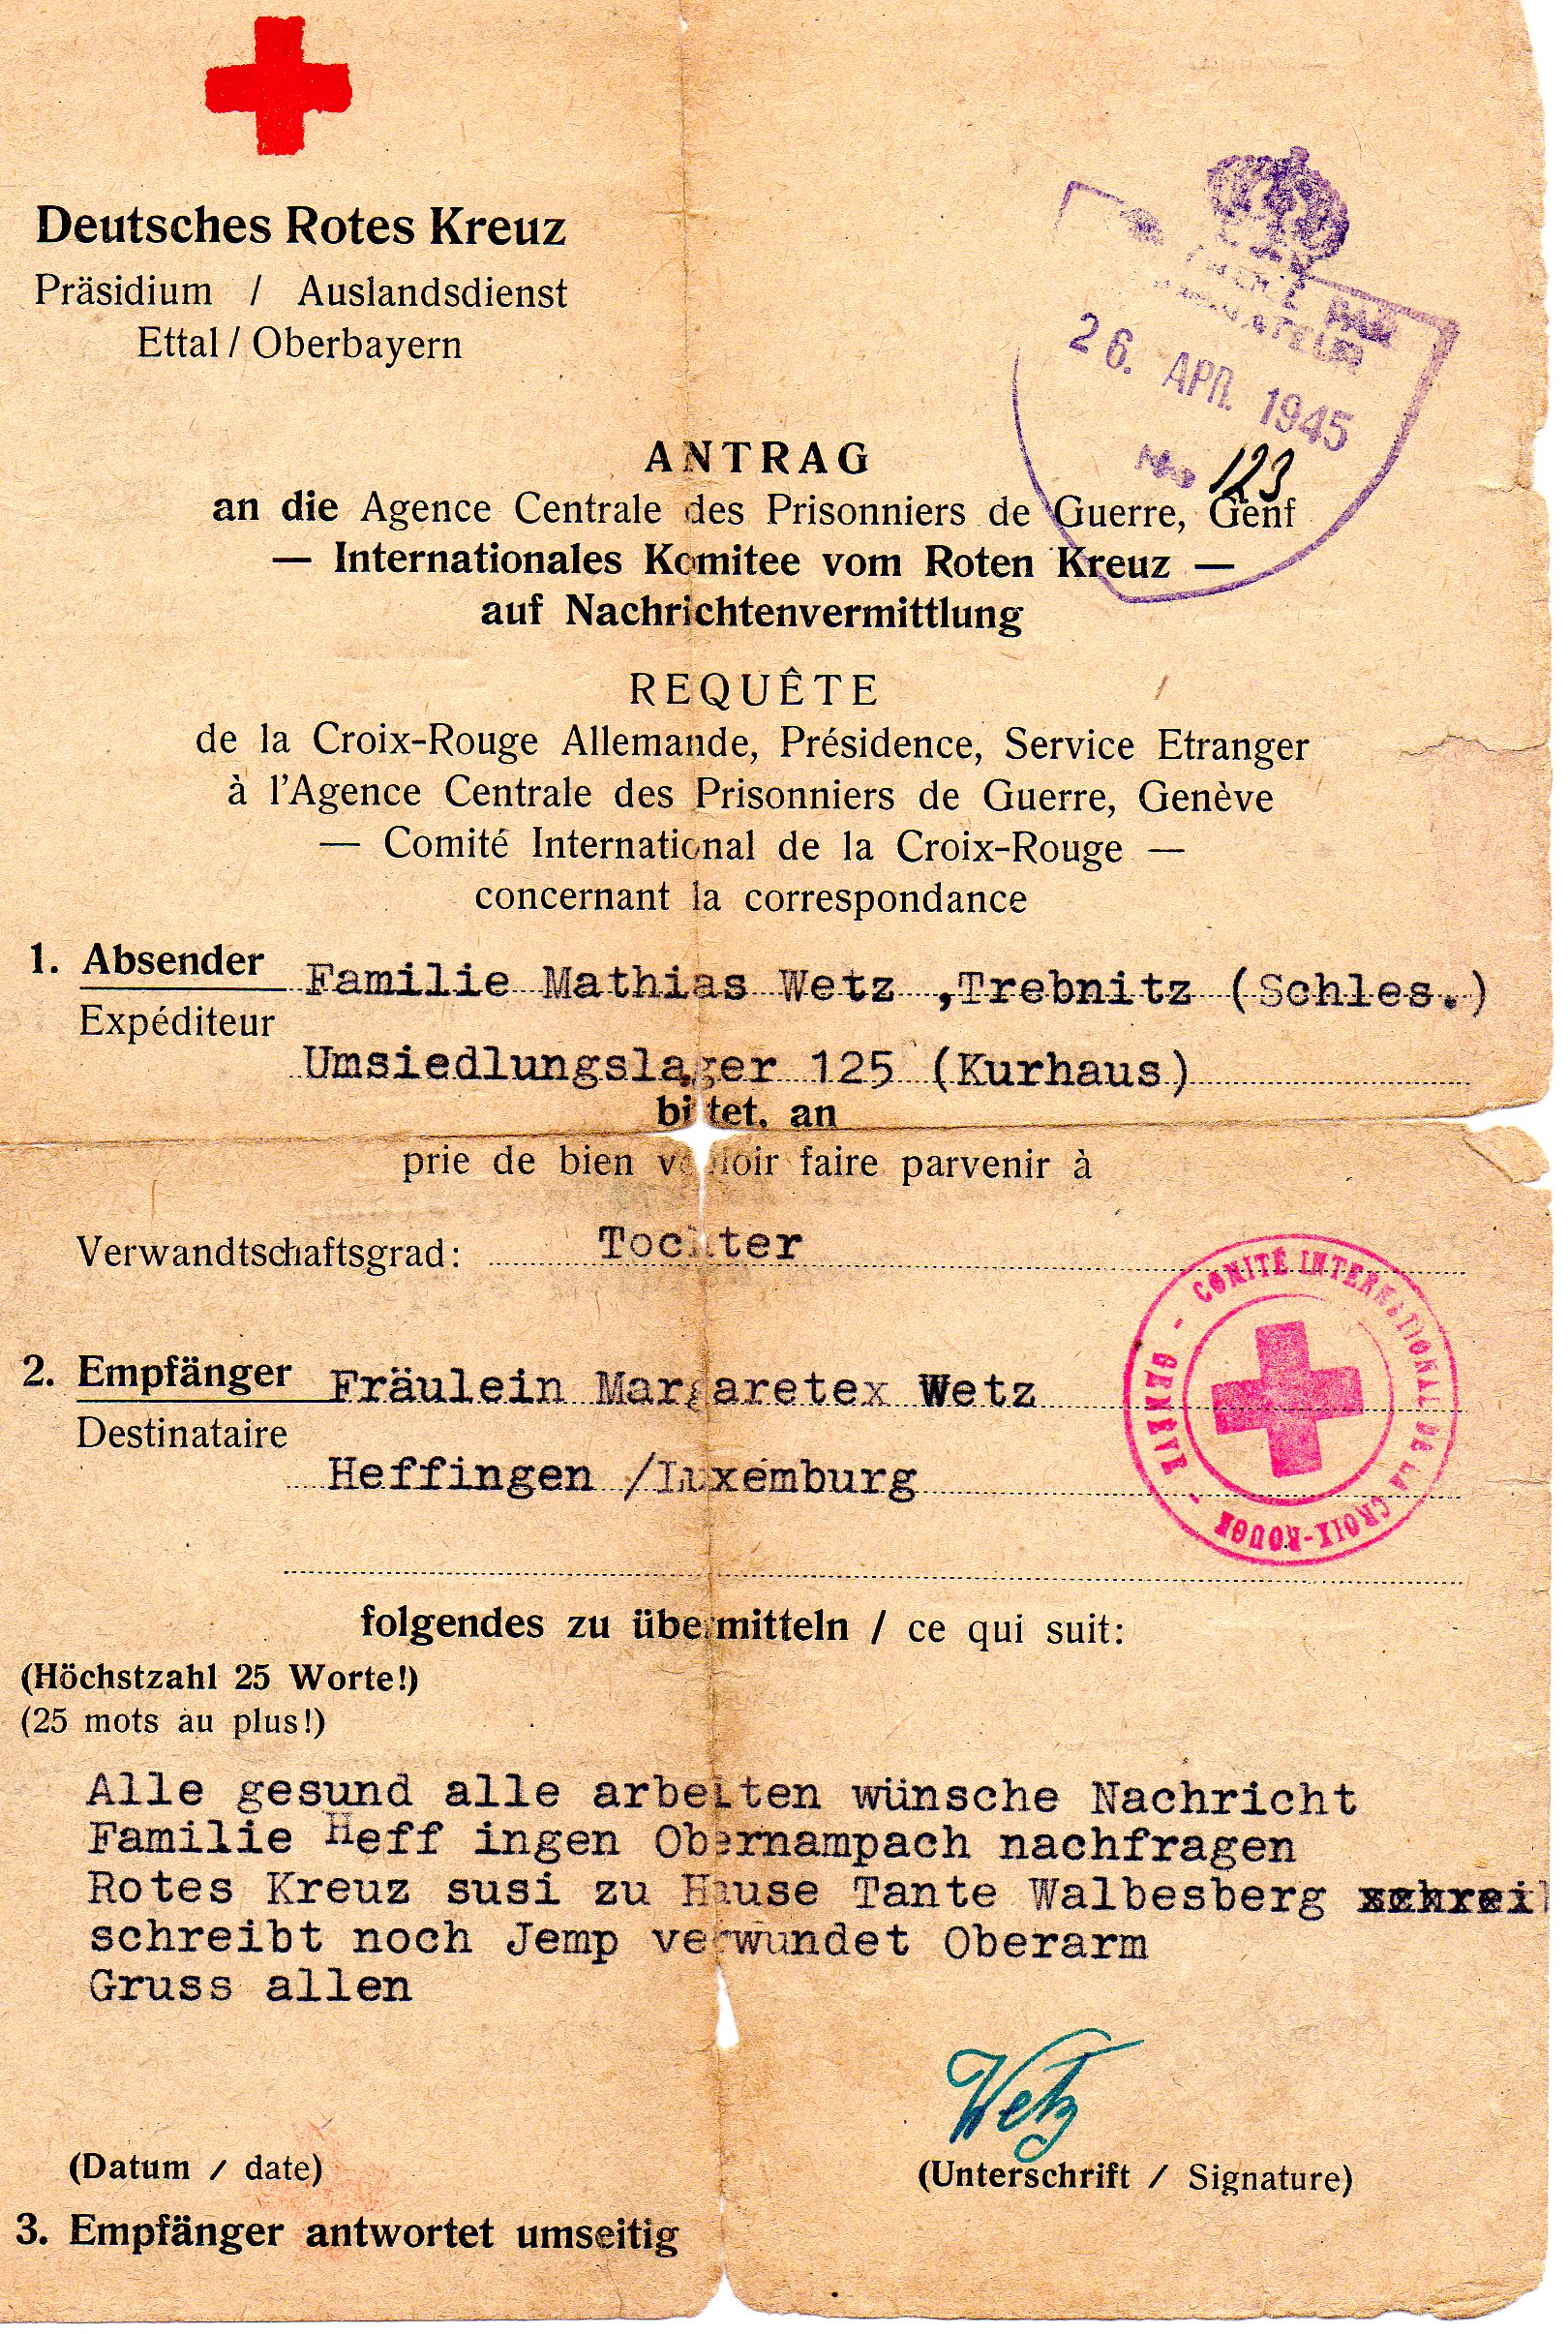 Deutsches Rotes Kreuz
Präsidium / Auslandsdienst
Ettal / Oberbayern
26. APR. 1945
123
ANTRAG
an die Agence Centrale des Prisonniers de Guerre, Genf
— Internationales Komitee vom Roten Kreuz —
auf Nachrichtenvermittlung
REQUÊTE
de la Croix-Rouge Allemande, Présidence, Service Etranger
à l'Agence Centrale des Prisonniers de Guerre, Genève
— Comité International de la Croix-Rouge —
concernant la correspondance
1. Absender Familie Mathias Wetz ,Trebnitz (Schles.)
Expéditeur
Umsiedlungslager 125 (Kurhaus)
bittet, an
prie de bien vouloir faire parvenir à
Verwandtschaftsgrad: Tochter
2. Empfänger Fräulein Margaretex Wetz
Destinataire
Heffingen /Luxemburg
COMITÉ INTERNATIONAL DE LA CROIX-ROUGE - GENÈVE -
folgendes zu übermitteln / ce qui suit:
(Höchstzahl 25 Worte!)
(25 mots au plus!)
Alle gesund alle arbeiten wünsche Nachricht
Familie Heff ingen Obernampach nachfragen
Rotes Kreuz susi zu Hause Tante Walbesberg
schreibt noch Jemp verwundet Oberarm
Gruss allen
Wetz
(Datum / date)
(Unterschrift / Signature)
3. Empfänger antwortet umseitig